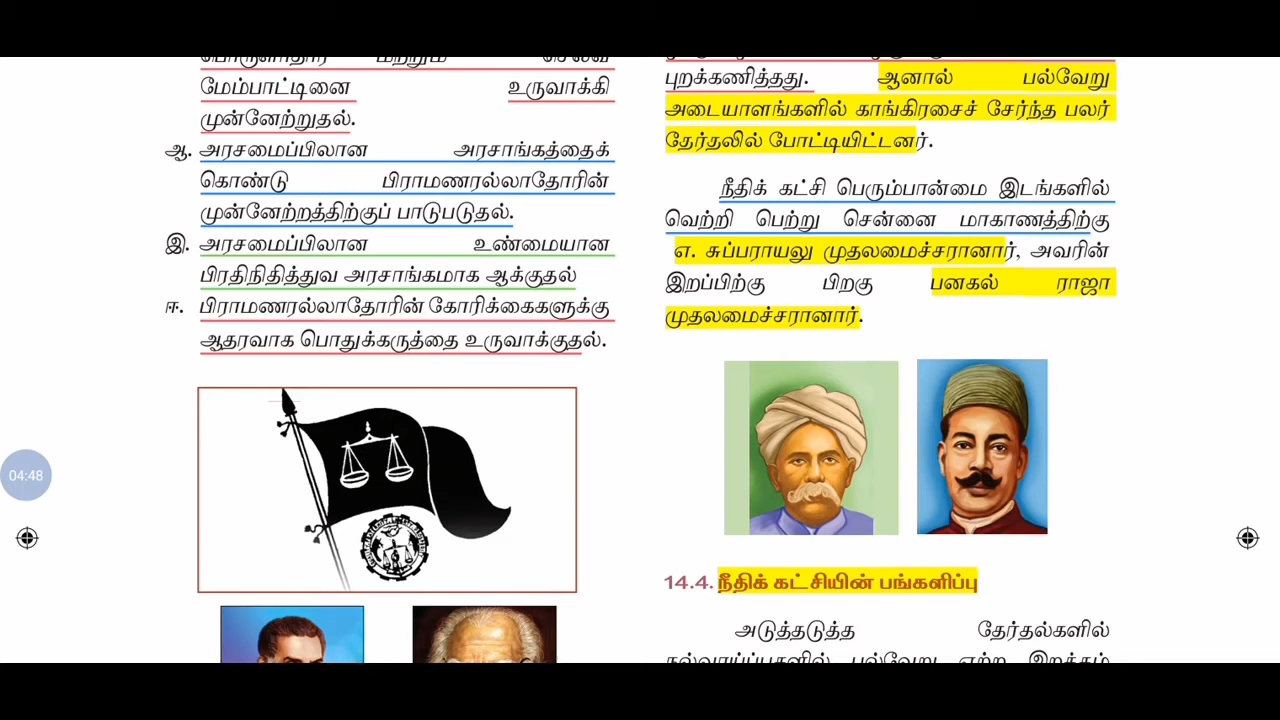 மேம்பாட்டினை உருவாக்கி
முன்னேற்றுதல்.
ஆ. அரசமைப்பிலான அரசாங்கத்தைக்
கொண்டு பிராமணரல்லாதோரின்
முன்னேற்றத்திற்குப் பாடுபடுதல்.
இ. அரசமைப்பிலான உண்மையான
பிரதிநிதித்துவ அரசாங்கமாக ஆக்குதல்
ஈ. பிராமணரல்லாதோரின் கோரிக்கைகளுக்கு
ஆதரவாக பொதுக்கருத்தை உருவாக்குதல்.
04:48
புறக்கணித்தது. ஆனால் பல்வேறு
அடையாளங்களில் காங்கிரசைச் சேர்ந்த பலர்
தேர்தலில் போட்டியிட்டனர்.
நீதிக் கட்சி பெரும்பான்மை இடங்களில்
வெற்றி பெற்று சென்னை மாகாணத்திற்கு
எ. சுப்பராயலு முதலமைச்சரானார், அவரின்
இறப்பிற்கு பிறகு பனகல் ராஜா
முதலமைச்சரானார்.
14.4. நீதிக் கட்சியின் பங்களிப்பு
அடுத்தடுத்த தேர்தல்களில்